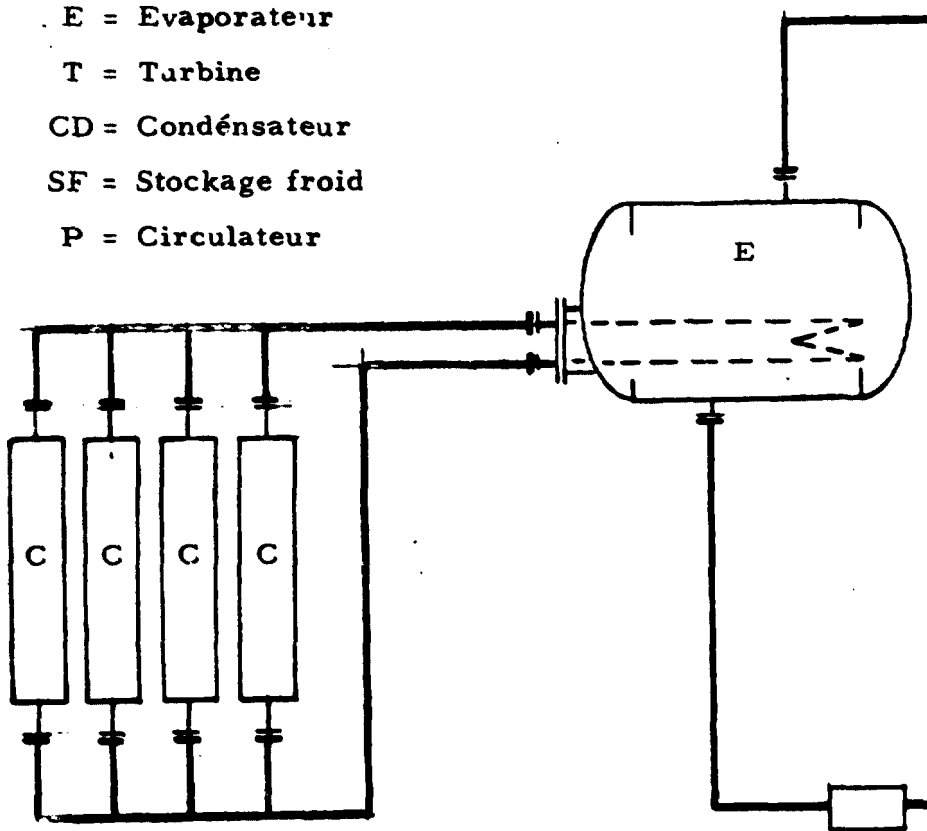 E = Evaporateur
T = Turbine
CD = Condénsateur
SF = Stockage froid
P = Circulateur
E
C C C C